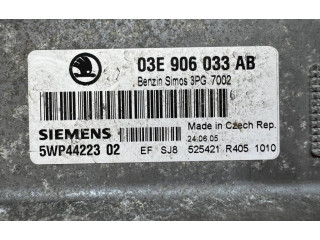 03E 906 033 AB
Benzin Simos 3PG 7002
SIEMENS
Made in Czech Rep.
24.06.05
5WP44223 02 EF SJ8 525421 R405 1010